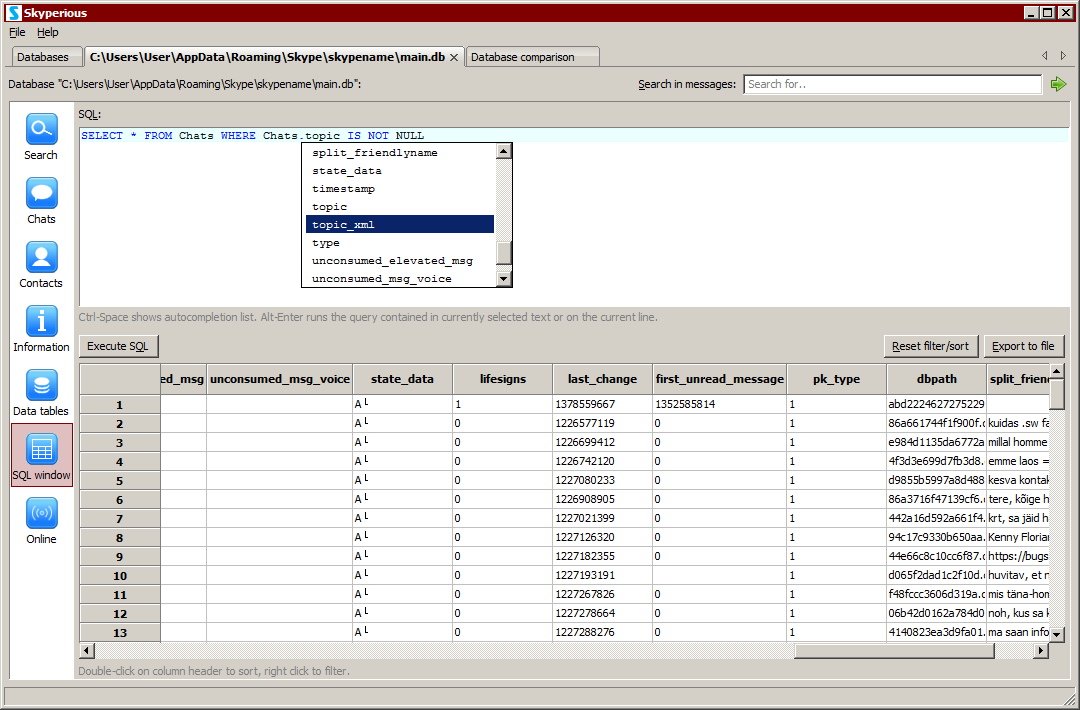 Skyperious
File Help
Databases C:\Users\User\AppData\Roaming\Skype\skypename\main.db Database comparison
Database "C:\Users\User\AppData\Roaming\Skype\skypename\main.db": Search in messages: Search for..
Search
Chats
Contacts
Information
Data tables
SQL window
Online
SQL:
SELECT * FROM Chats WHERE Chats.topic IS NOT NULL
split_friendlyname
state_data
timestamp
topic
topic_xml
type
unconsumed_elevated_msg
unconsumed_msg_voice
Ctrl-Space shows autocompletion list. Alt-Enter runs the query contained in currently selected text or on the current line.
Execute SQL Reset filter/sort Export to file
ed_msg unconsumed_msg_voice state_data lifesigns last_change first_unread_message pk_type dbpath split_frien
1 A└ 1 1378559667 1352585814 1 abd2224627275229
2 A└ 0 1226577119 0 1 86a661744f1f900f.c kuidas .sw fa
3 A└ 0 1226699412 0 1 e984d1135da6772a millal homme
4 A└ 0 1226742120 0 1 4f3d3e699d7fb3d8. emme laos =
5 A└ 0 1227080233 0 1 d9855b5997a8d488 kesva kontak
6 A└ 0 1226908905 0 1 86a3716f47139cf6.c tere, kõige h
7 A└ 0 1227021399 0 1 442a16d592a661f4. krt, sa jäid h
8 A└ 0 1227126320 0 1 94c17c9330b650aa. Kenny Florian
9 A└ 0 1227182355 0 1 44e66c8c10cc6f87.c https://bugs
10 A└ 0 1227193191 1 d065f2dad1c2f10d.c huvitav, et n
11 A└ 0 1227267826 0 1 f48fccc3606d319a.c mis täna-hom
12 A└ 0 1227278664 0 1 06b42d0162a784d0 noh, kus sa k
13 A└ 0 1227288276 0 1 4140823ea3d9fa01. ma saan info
Double-click on column header to sort, right click to filter.